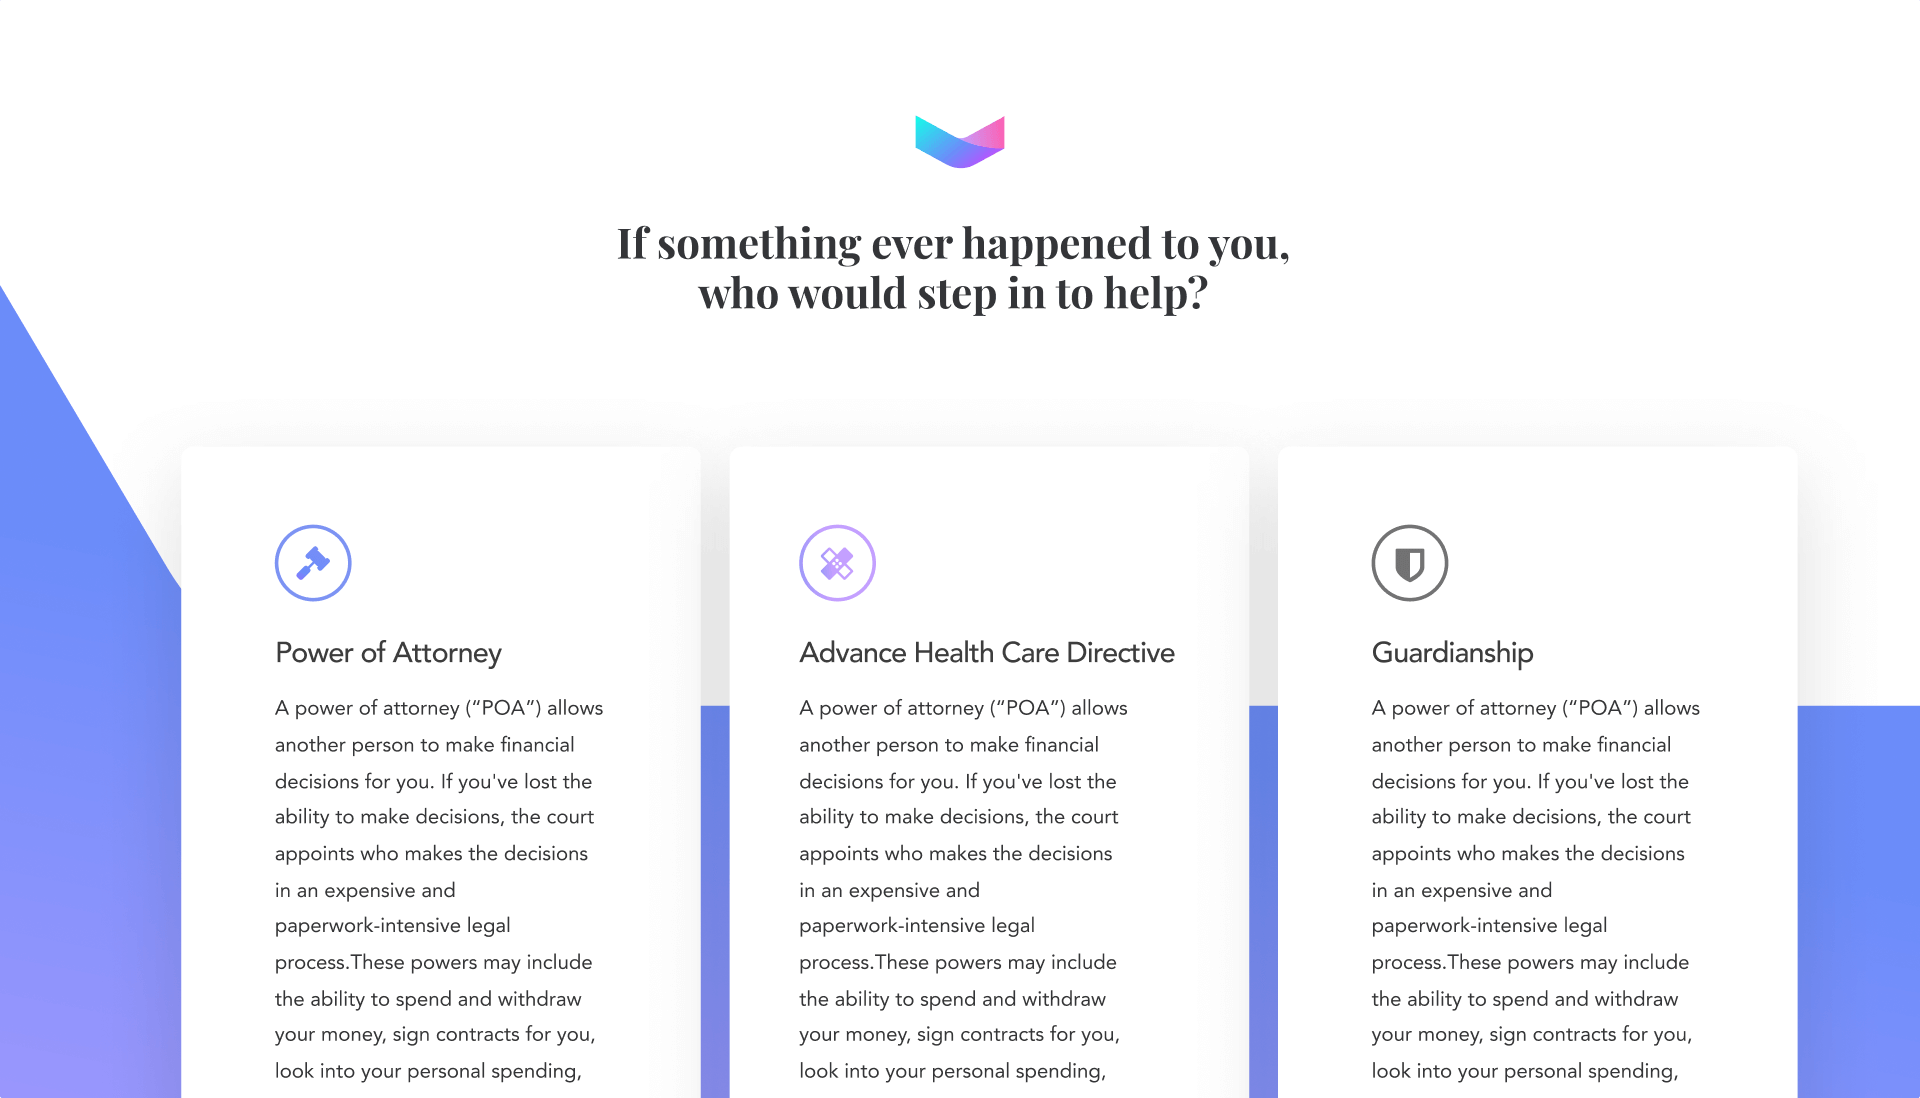 If something ever happened to you,
who would step in to help?
Power of Attorney
A power of attorney (“POA”) allows
another person to make financial
decisions for you. If you've lost the
ability to make decisions, the court
appoints who makes the decisions
in an expensive and
paperwork-intensive legal
process.These powers may include
the ability to spend and withdraw
your money, sign contracts for you,
look into your personal spending,
Advance Health Care Directive
A power of attorney (“POA”) allows
another person to make financial
decisions for you. If you've lost the
ability to make decisions, the court
appoints who makes the decisions
in an expensive and
paperwork-intensive legal
process.These powers may include
the ability to spend and withdraw
your money, sign contracts for you,
look into your personal spending,
Guardianship
A power of attorney (“POA”) allows
another person to make financial
decisions for you. If you've lost the
ability to make decisions, the court
appoints who makes the decisions
in an expensive and
paperwork-intensive legal
process.These powers may include
the ability to spend and withdraw
your money, sign contracts for you,
look into your personal spending,